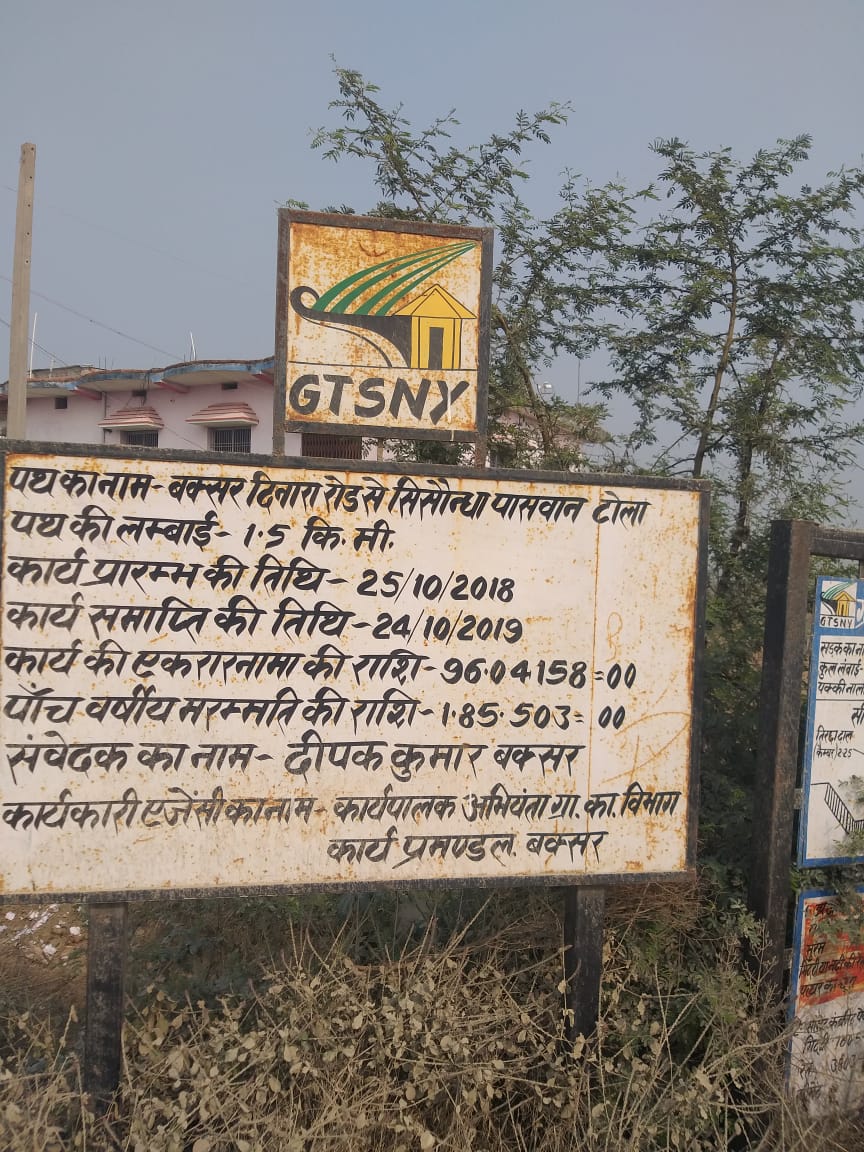 GTSNY
पथ का नाम - बक्सर दिनारा रोड से सिसौन्धा पासवान टोला
पथ की लम्बाई - 1.5 कि.मी.
कार्य प्रारम्भ की तिथि - 25/10/2018
कार्य समाप्ति की तिथि - 24/10/2019
कार्य की एकरारनामा की राशि - 96.04158=00
पाँच वर्षीय मरम्मति की राशि - 1.85.503=00
संवेदक का नाम - दीपक कुमार बक्सर
कार्यकारी एजेंसी का नाम - कार्यपालक अभियंता ग्रा. का. विभाग
कार्य प्रमण्डल. बक्सर
GTSNY
सड़क का ना
कुल लंबाई-
पक्की नाल